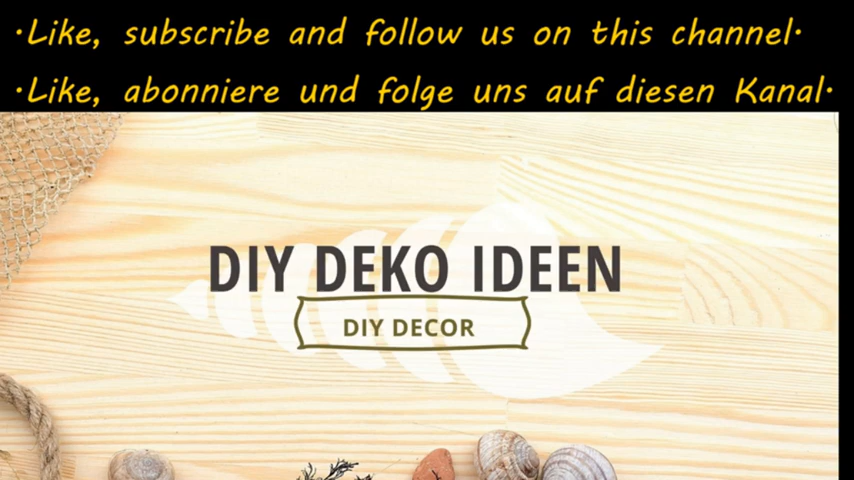 ·Like, subscribe and follow us on this channel·
·Like, abonniere und folge uns auf diesen Kanal·
DIY DEKO IDEEN
DIY DECOR